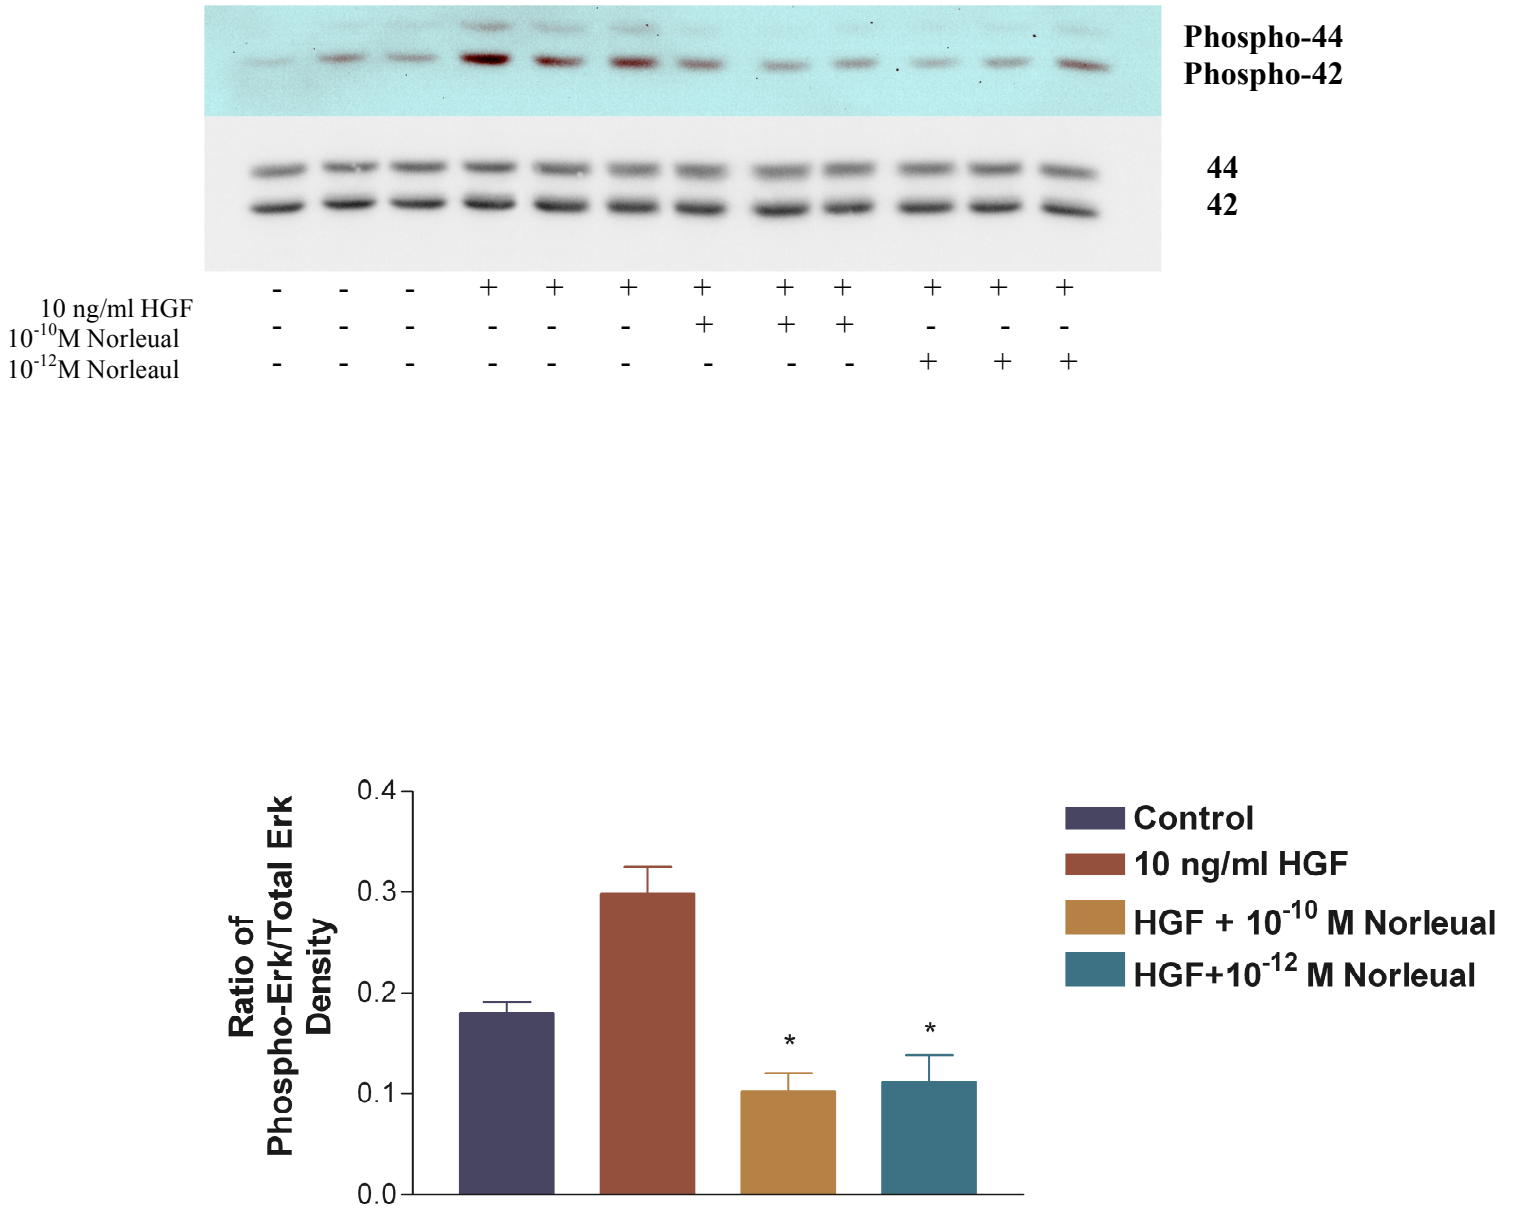 Phospho-44
Phospho-42
44
42
10 ng/ml HGF - - - + + + + + + + + +
10-10M Norleual - - - - - - + + + - - -
10-12M Norleaul - - - - - - - - - + + +
Ratio of
Phospho-Erk/Total Erk
Density
0.4
0.3
0.2
0.1
0.0
*
*
Control
10 ng/ml HGF
HGF + 10-10 M Norleual
HGF+10-12 M Norleual